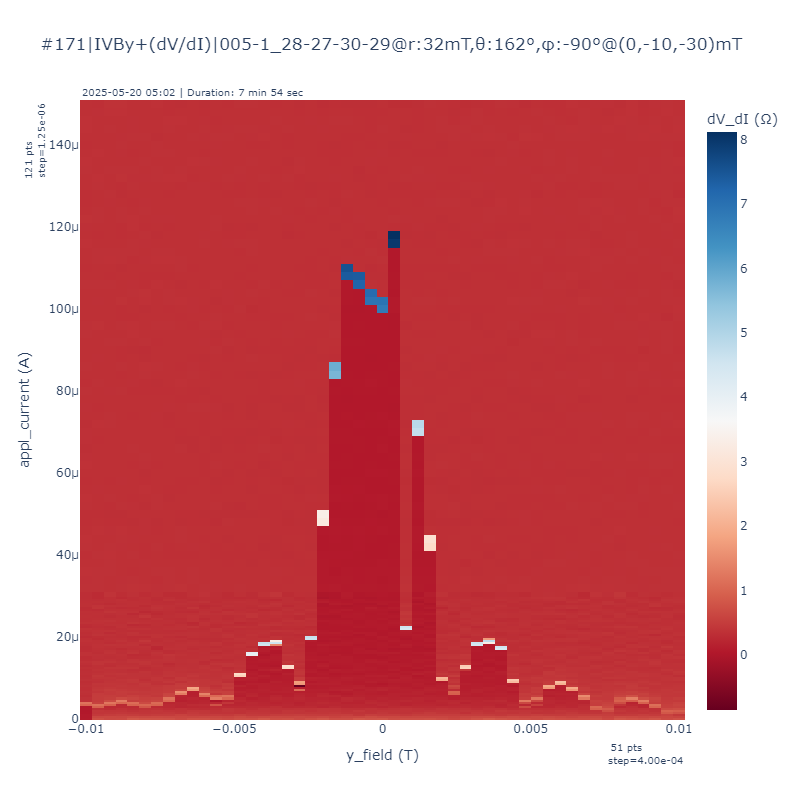 #171|IVBy+(dV/dI)|005-1_28-27-30-29@r:32mT,θ:162°,φ:-90°@(0,-10,-30)mT
2025-05-20 05:02 | Duration: 7 min 54 sec
121 pts
step=1.25e-06
dV_dI (Ω)
140μ
120μ
100μ
80μ
60μ
40μ
20μ
0
appl_current (A)
8
7
6
5
4
3
2
1
0
−0.01
−0.005
0
0.005
0.01
y_field (T)
51 pts
step=4.00e-04